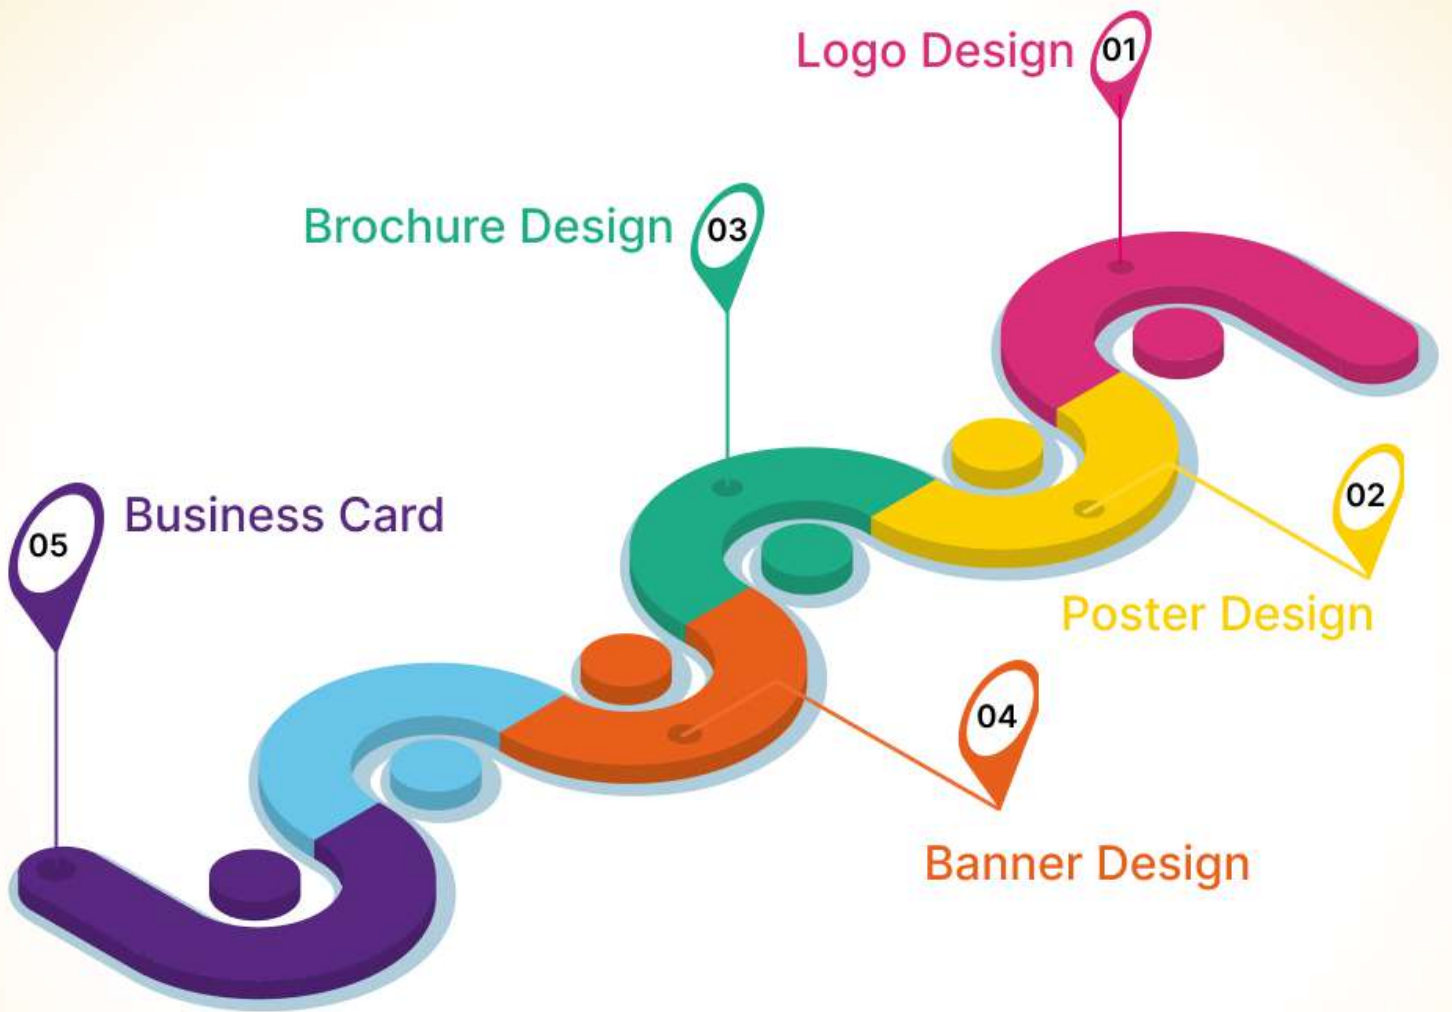 Logo Design
01
Brochure Design
03
02
Poster Design
05
Business Card
04
Banner Design